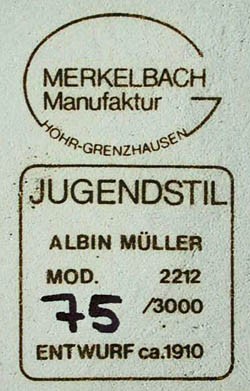 MERKELBACH
Manufaktur
HÖHR-GRENZHAUSEN
JUGENDSTIL
ALBIN MÜLLER
MOD. 2212
75 /3000
ENTWURF ca.1910